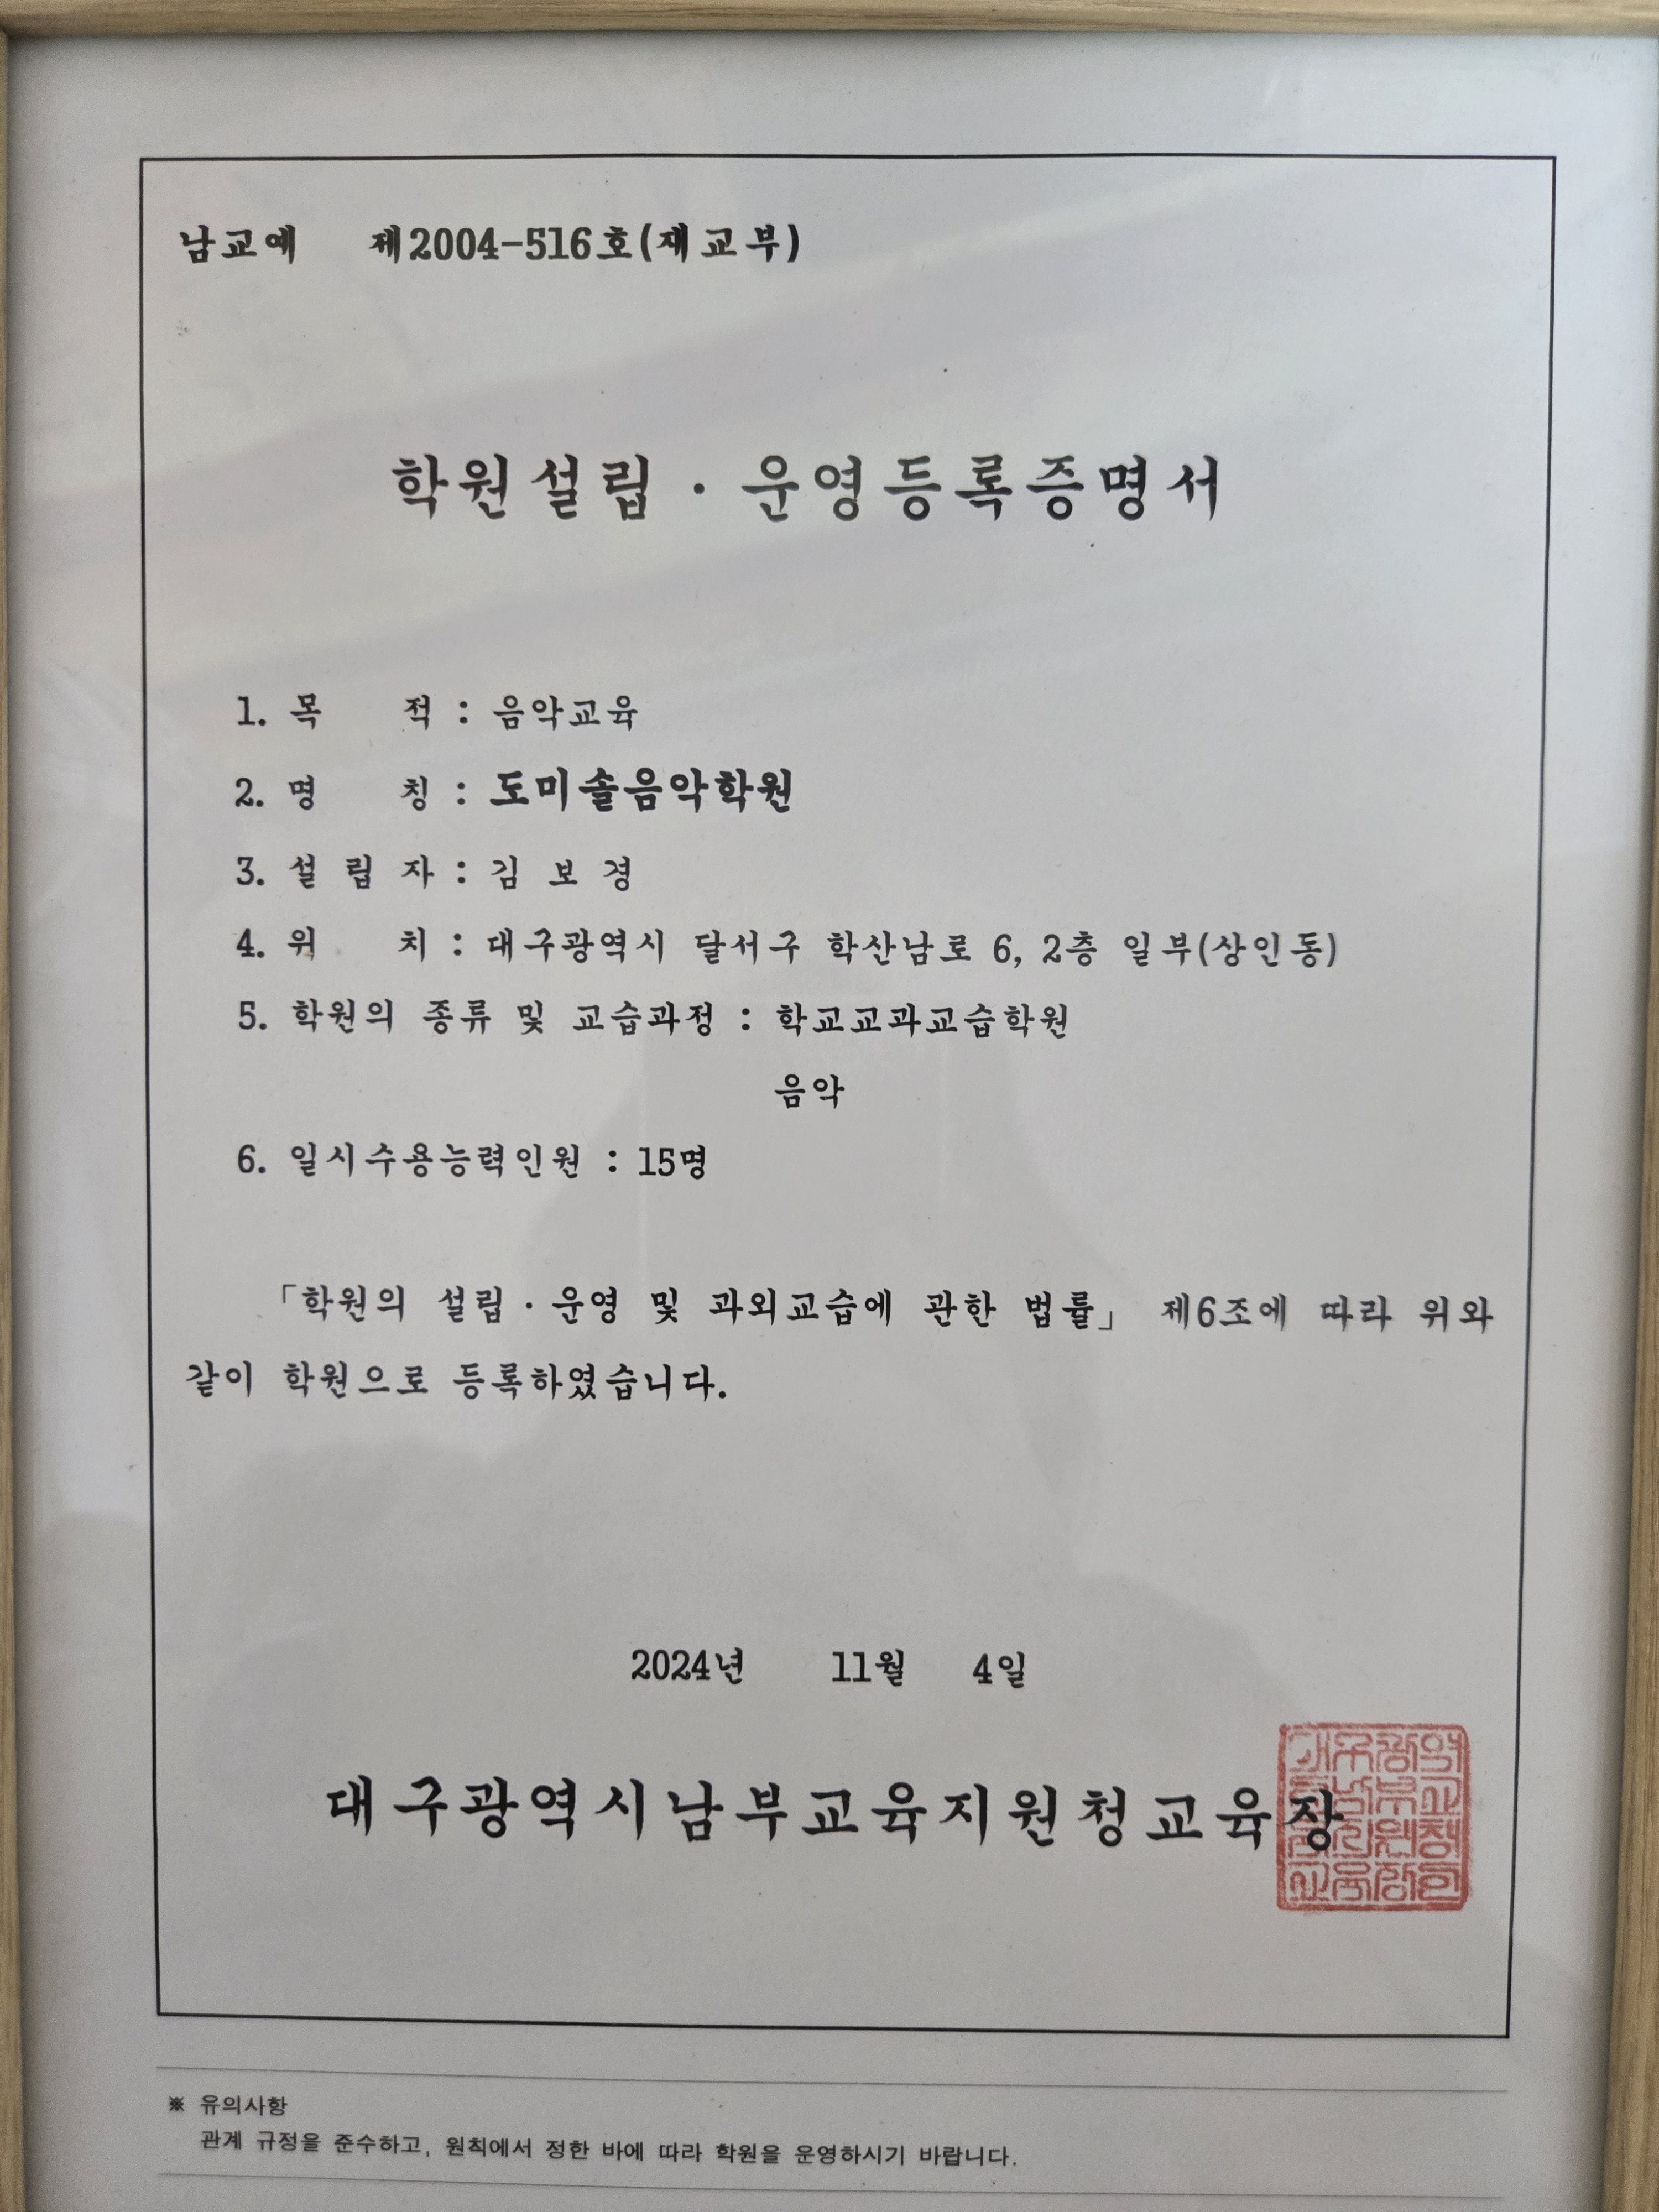 남교예 제2004-516호(재교부)
학원설립·운영등록증명서
1. 목 적 : 음악교육
2. 명 칭 : 도미솔음악학원
3. 설 립 자 : 김 보 경
4. 위 치 : 대구광역시 달서구 학산남로 6, 2층 일부(상인동)
5. 학원의 종류 및 교습과정 : 학교교과교습학원
음악
6. 일시수용능력인원 : 15명
「학원의 설립·운영 및 과외교습에 관한 법률」 제6조에 따라 위와
같이 학원으로 등록하였습니다.
2024년 11월 4일
대구광역시남부교육지원청교육장
※ 유의사항
관계 규정을 준수하고, 원칙에서 정한 바에 따라 학원을 운영하시기 바랍니다.